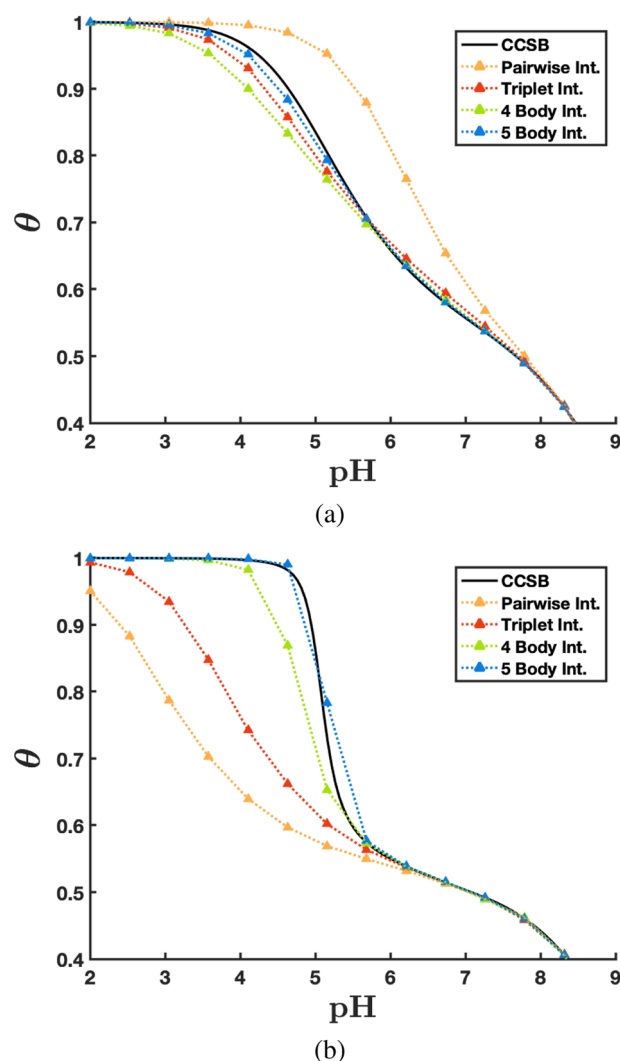 1
0.9
0.8
0.7
0.6
0.5
0.4
θ
2 3 4 5 6 7 8 9
pH
CCSB
Pairwise Int.
Triplet Int.
4 Body Int.
5 Body Int.
(a)
1
0.9
0.8
0.7
0.6
0.5
0.4
θ
2 3 4 5 6 7 8 9
pH
CCSB
Pairwise Int.
Triplet Int.
4 Body Int.
5 Body Int.
(b)